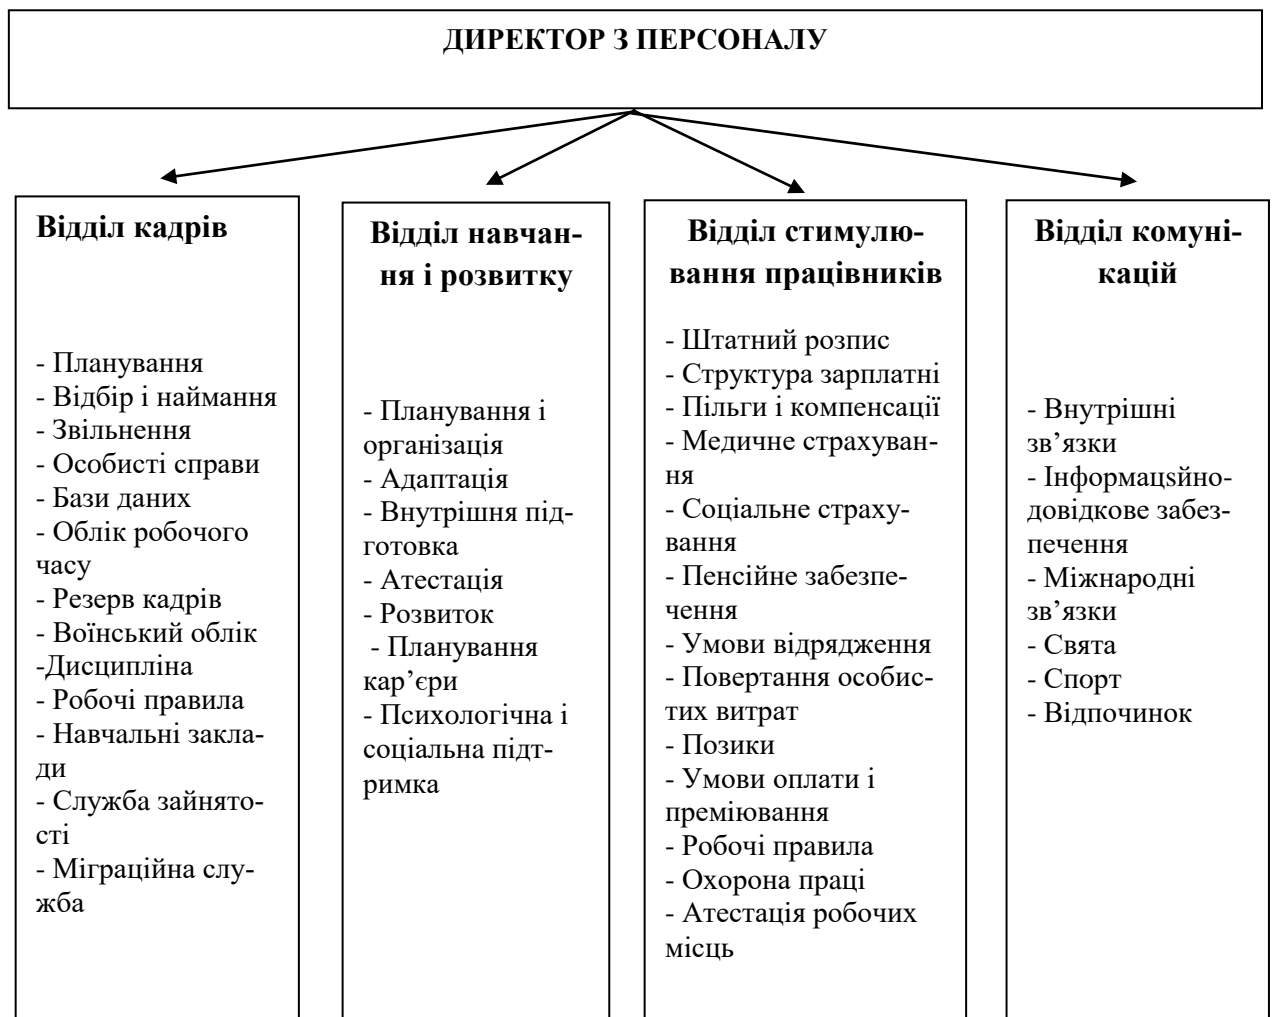 ДИРЕКТОР З ПЕРСОНАЛУ
Відділ кадрів
- Планування
- Відбір і наймання
- Звільнення
- Особисті справи
- Бази даних
- Облік робочого
часу
- Резерв кадрів
- Воїнський облік
-Дисципліна
- Робочі правила
- Навчальні закла-
ди
- Служба зайнято-
сті
- Міграційна слу-
жба
Відділ навчан-
ня і розвитку
- Планування і
організація
- Адаптація
- Внутрішня під-
готовка
- Атестація
- Розвиток
- Планування
кар’єри
- Психологічна і
соціальна підт-
римка
Відділ стимулю-
вання працівників
- Штатний розпис
- Структура зарплатні
- Пільги і компенсації
- Медичне страхуван-
ня
- Соціальне страху-
вання
- Пенсійне забезпе-
чення
- Умови відрядження
- Повертання особис-
тих витрат
- Позики
- Умови оплати і
преміювання
- Робочі правила
- Охорона праці
- Атестація робочих
місць
Відділ комуні-
кацій
- Внутрішні
зв’язки
- Інформацsйно-
довідкове забез-
печення
- Міжнародні
зв’язки
- Свята
- Спорт
- Відпочинок